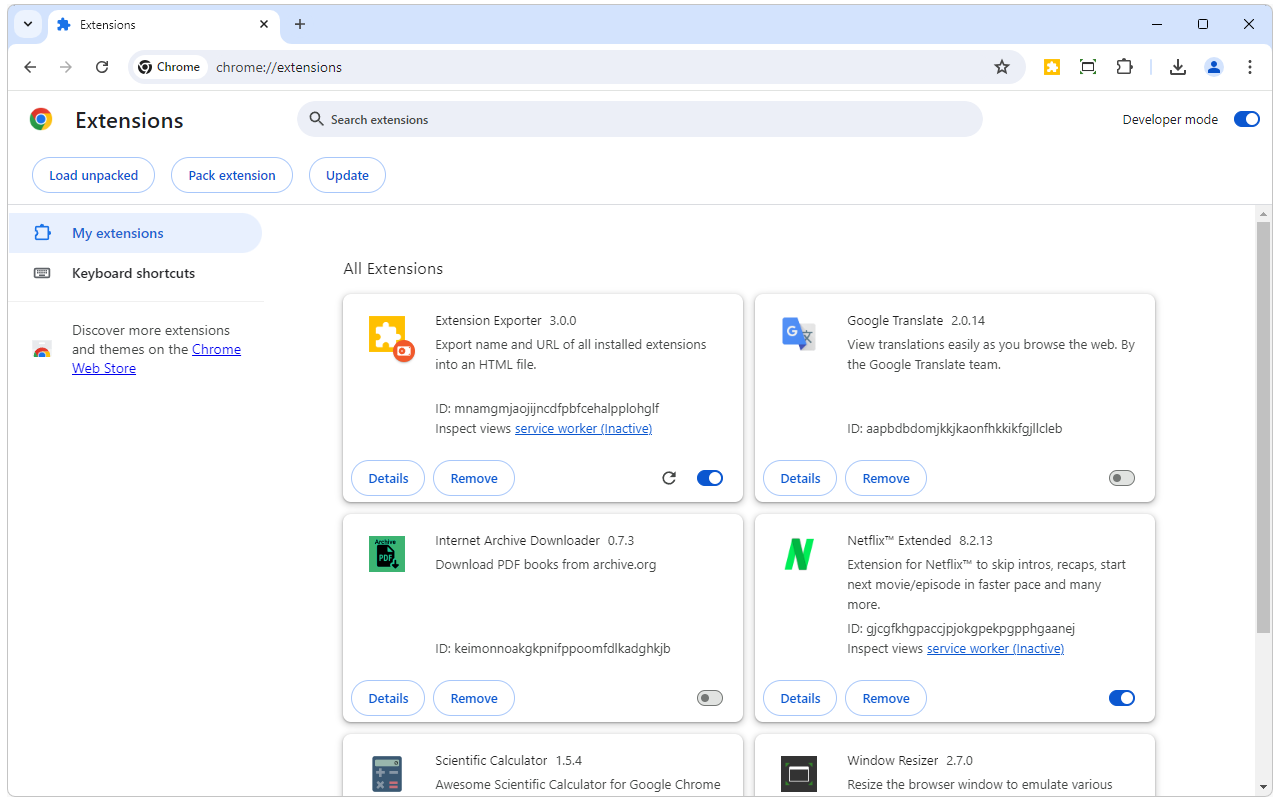 Extensions
Chrome
chrome://extensions
Extensions
Search extensions
Developer mode
Load unpacked
Pack extension
Update
My extensions
Keyboard shortcuts
Discover more extensions
and themes on the Chrome
Web Store
All Extensions
Extension Exporter 3.0.0
Export name and URL of all installed extensions
into an HTML file.
ID: mnamgmjaojijncdfpbfcehalpplohglf
Inspect views service worker (Inactive)
Details
Remove
Google Translate 2.0.14
View translations easily as you browse the web. By
the Google Translate team.
ID: aapbdbdomjkkjkaonfhkkikfgjllcleb
Details
Remove
Archive
PDF
Internet Archive Downloader 0.7.3
Download PDF books from archive.org
ID: keimonnoakgkpnifppoomfdlkadghkjb
Details
Remove
Netflix™ Extended 8.2.13
Extension for Netflix™ to skip intros, recaps, start
next movie/episode in faster pace and many
more.
ID: gjcgfkhgpaccjpjokgpekpgpphgaanej
Inspect views service worker (Inactive)
Details
Remove
Scientific Calculator 1.5.4
Awesome Scientific Calculator for Google Chrome
Window Resizer 2.7.0
Resize the browser window to emulate various